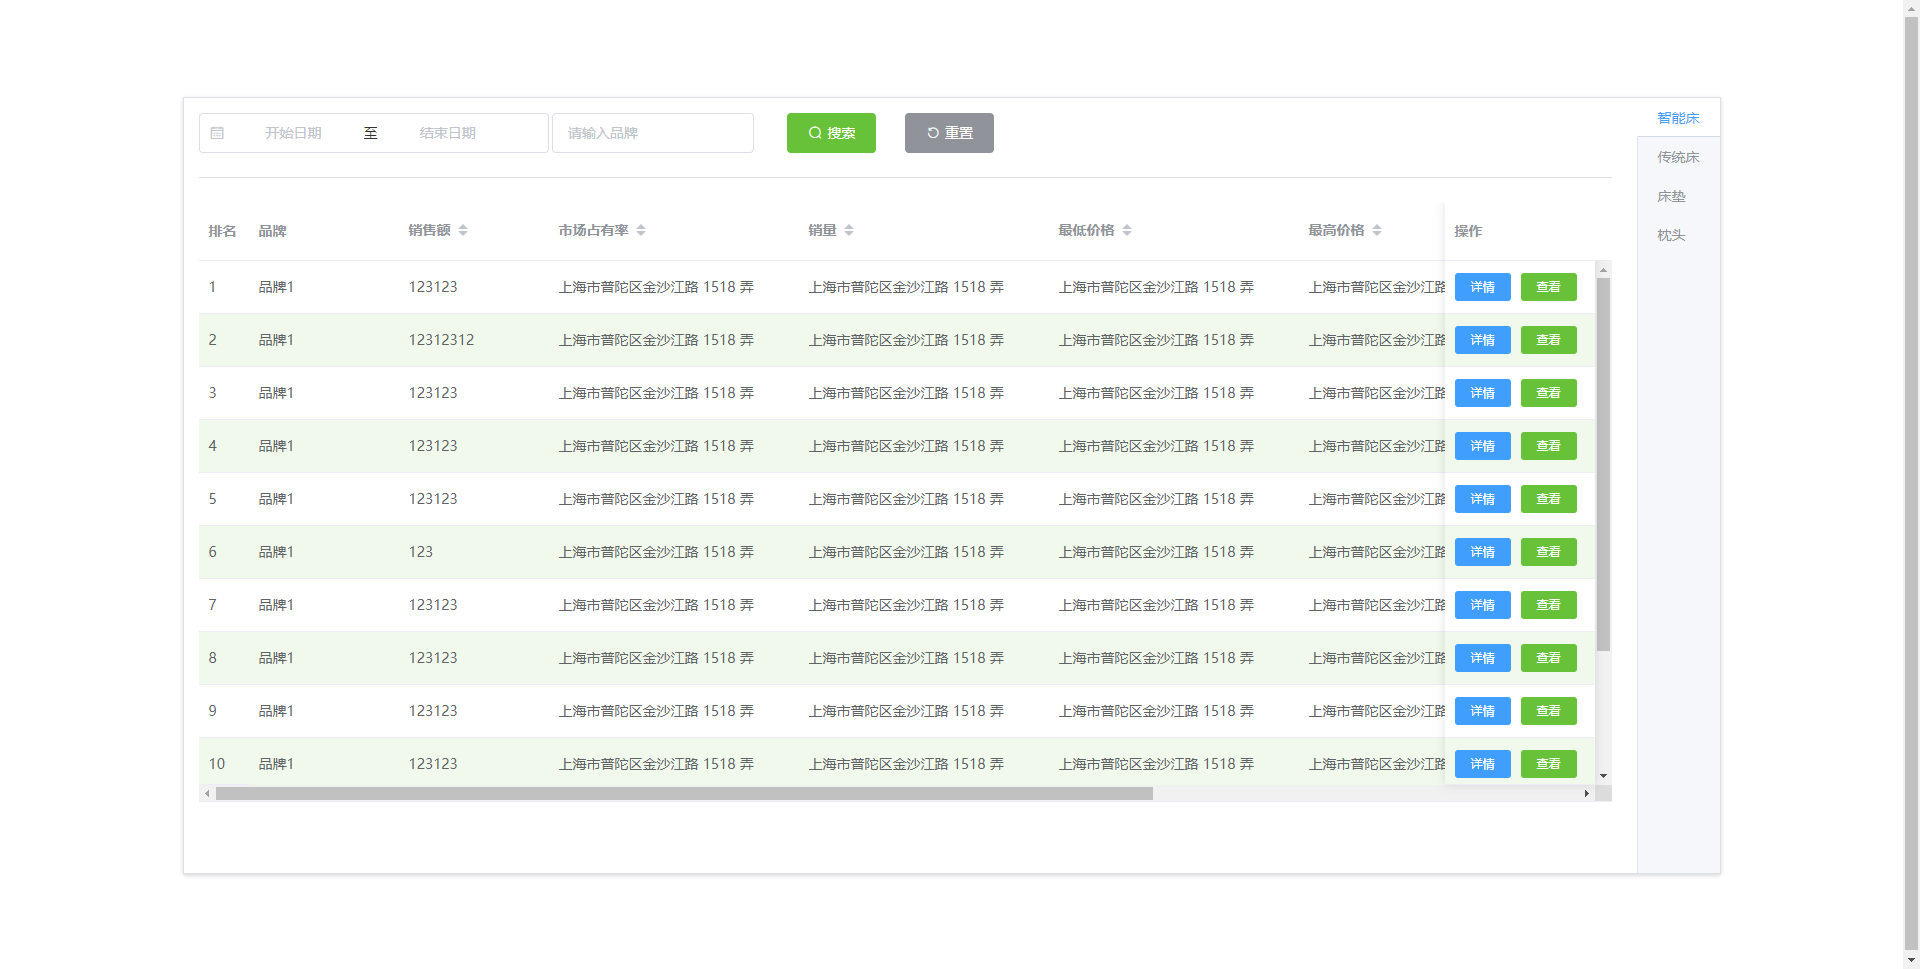 开始日期 至 结束日期 请输入品牌 搜索 重置
智能床
传统床
床垫
枕头
排名 品牌 销售额 市场占有率 销量 最低价格 最高价格 操作
1 品牌1 123123 上海市普陀区金沙江路 1518 弄 上海市普陀区金沙江路 1518 弄 上海市普陀区金沙江路 1518 弄 上海市普陀区金沙江路 详情 查看
2 品牌1 12312312 上海市普陀区金沙江路 1518 弄 上海市普陀区金沙江路 1518 弄 上海市普陀区金沙江路 1518 弄 上海市普陀区金沙江路 详情 查看
3 品牌1 123123 上海市普陀区金沙江路 1518 弄 上海市普陀区金沙江路 1518 弄 上海市普陀区金沙江路 1518 弄 上海市普陀区金沙江路 详情 查看
4 品牌1 123123 上海市普陀区金沙江路 1518 弄 上海市普陀区金沙江路 1518 弄 上海市普陀区金沙江路 1518 弄 上海市普陀区金沙江路 详情 查看
5 品牌1 123123 上海市普陀区金沙江路 1518 弄 上海市普陀区金沙江路 1518 弄 上海市普陀区金沙江路 1518 弄 上海市普陀区金沙江路 详情 查看
6 品牌1 123 上海市普陀区金沙江路 1518 弄 上海市普陀区金沙江路 1518 弄 上海市普陀区金沙江路 1518 弄 上海市普陀区金沙江路 详情 查看
7 品牌1 123123 上海市普陀区金沙江路 1518 弄 上海市普陀区金沙江路 1518 弄 上海市普陀区金沙江路 1518 弄 上海市普陀区金沙江路 详情 查看
8 品牌1 123123 上海市普陀区金沙江路 1518 弄 上海市普陀区金沙江路 1518 弄 上海市普陀区金沙江路 1518 弄 上海市普陀区金沙江路 详情 查看
9 品牌1 123123 上海市普陀区金沙江路 1518 弄 上海市普陀区金沙江路 1518 弄 上海市普陀区金沙江路 1518 弄 上海市普陀区金沙江路 详情 查看
10 品牌1 123123 上海市普陀区金沙江路 1518 弄 上海市普陀区金沙江路 1518 弄 上海市普陀区金沙江路 1518 弄 上海市普陀区金沙江路 详情 查看